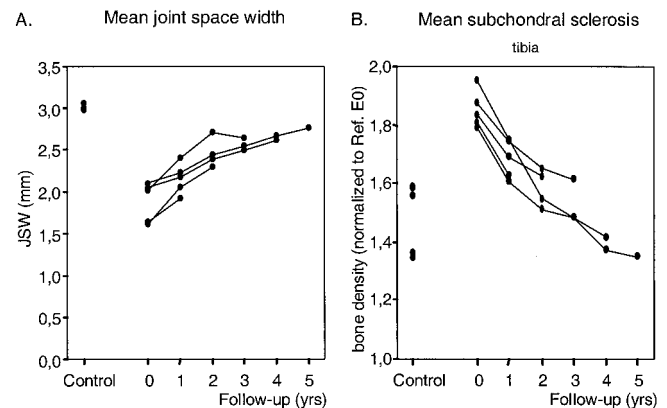 A. Mean joint space width
3,5
3,0
2,5
2,0
1,5
1,0
0,5
0,0
JSW (mm)
Control 0 1 2 3 4 5
Follow-up (yrs)
B. Mean subchondral sclerosis
tibia
2,0
1,8
1,6
1,4
1,2
1,0
bone density (normalized to Ref. E0)
Control 0 1 2 3 4 5
Follow-up (yrs)